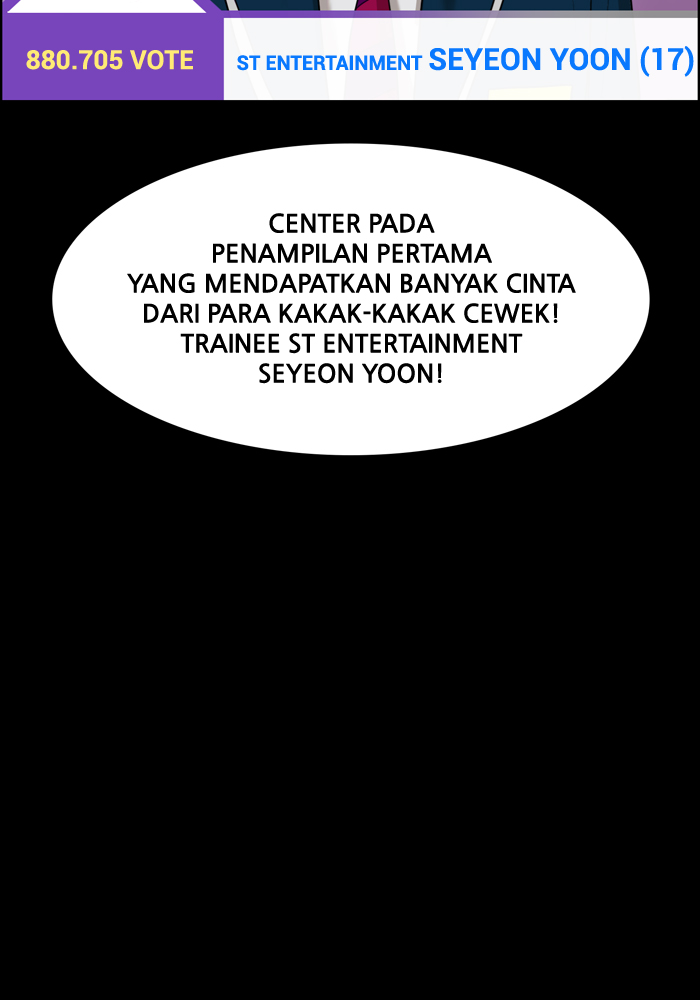 880.705 VOTE
ST ENTERTAINMENT SEYEON YOON (17)
CENTER PADA
PENAMPILAN PERTAMA
YANG MENDAPATKAN BANYAK CINTA
DARI PARA KAKAK-KAKAK CEWEK!
TRAINEE ST ENTERTAINMENT
SEYEON YOON!